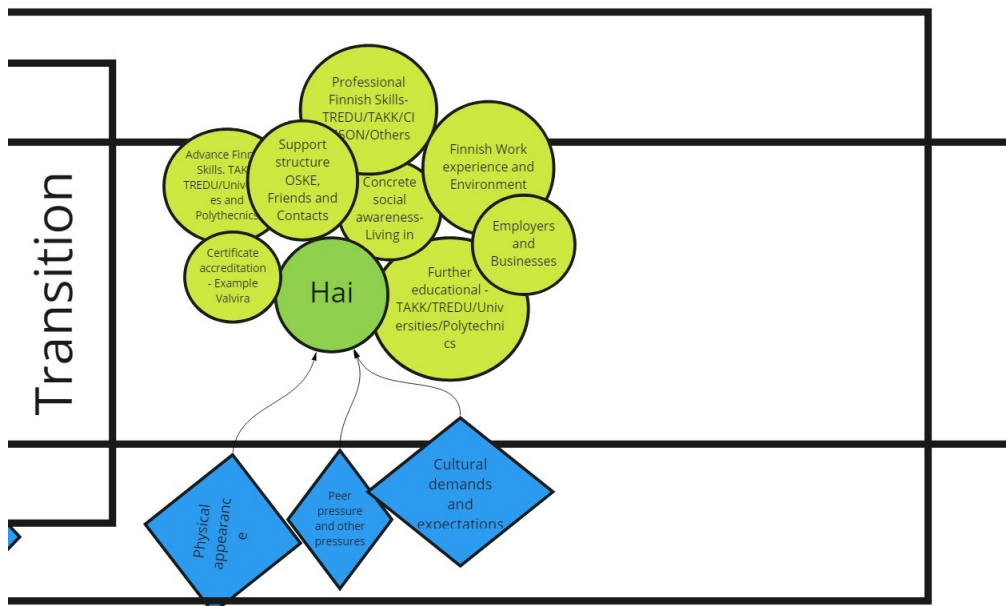 Transition
Professional
Finnish Skills-
TREDU/TAKK/CI
SON/Others
Advance Finn
Skills. TAK
TREDU/Univ
es and
Polythecnics
Support
structure
OSKE,
Friends and
Contacts
Concrete
social
awareness-
Living in
Finnish Work
experience and
Environment
Employers
and
Businesses
Certificate
accreditation
- Example
Valvira
Hai
Further
educational -
TAKK/TREDU/Univ
ersities/Polytechni
cs
Physical
appearanc
e
Peer
pressure
and other
pressures
Cultural
demands
and
expectations